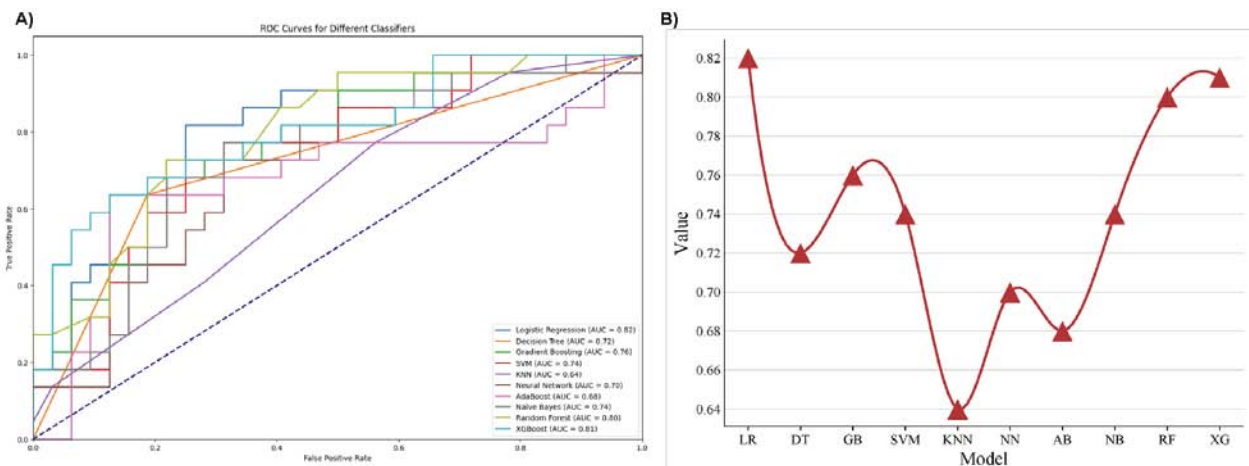 A)
ROC Curves for Different Classifiers
1.0
0.8
0.6
0.4
0.2
0.0
True Positive Rate
0.0
0.2
0.4
0.6
0.8
1.0
False Positive Rate
Logistic Regression (AUC = 0.82)
Decision Tree (AUC = 0.72)
Gradient Boosting (AUC = 0.76)
SVM (AUC = 0.74)
KNN (AUC = 0.64)
Neural Network (AUC = 0.70)
AdaBoost (AUC = 0.68)
Naive Bayes (AUC = 0.74)
Random Forest (AUC = 0.80)
XGBoost (AUC = 0.81)
B)
0.82
0.80
0.78
0.76
0.74
0.72
0.70
0.68
0.66
0.64
Value
LR DT GB SVM KNN NN AB NB RF XG
Model